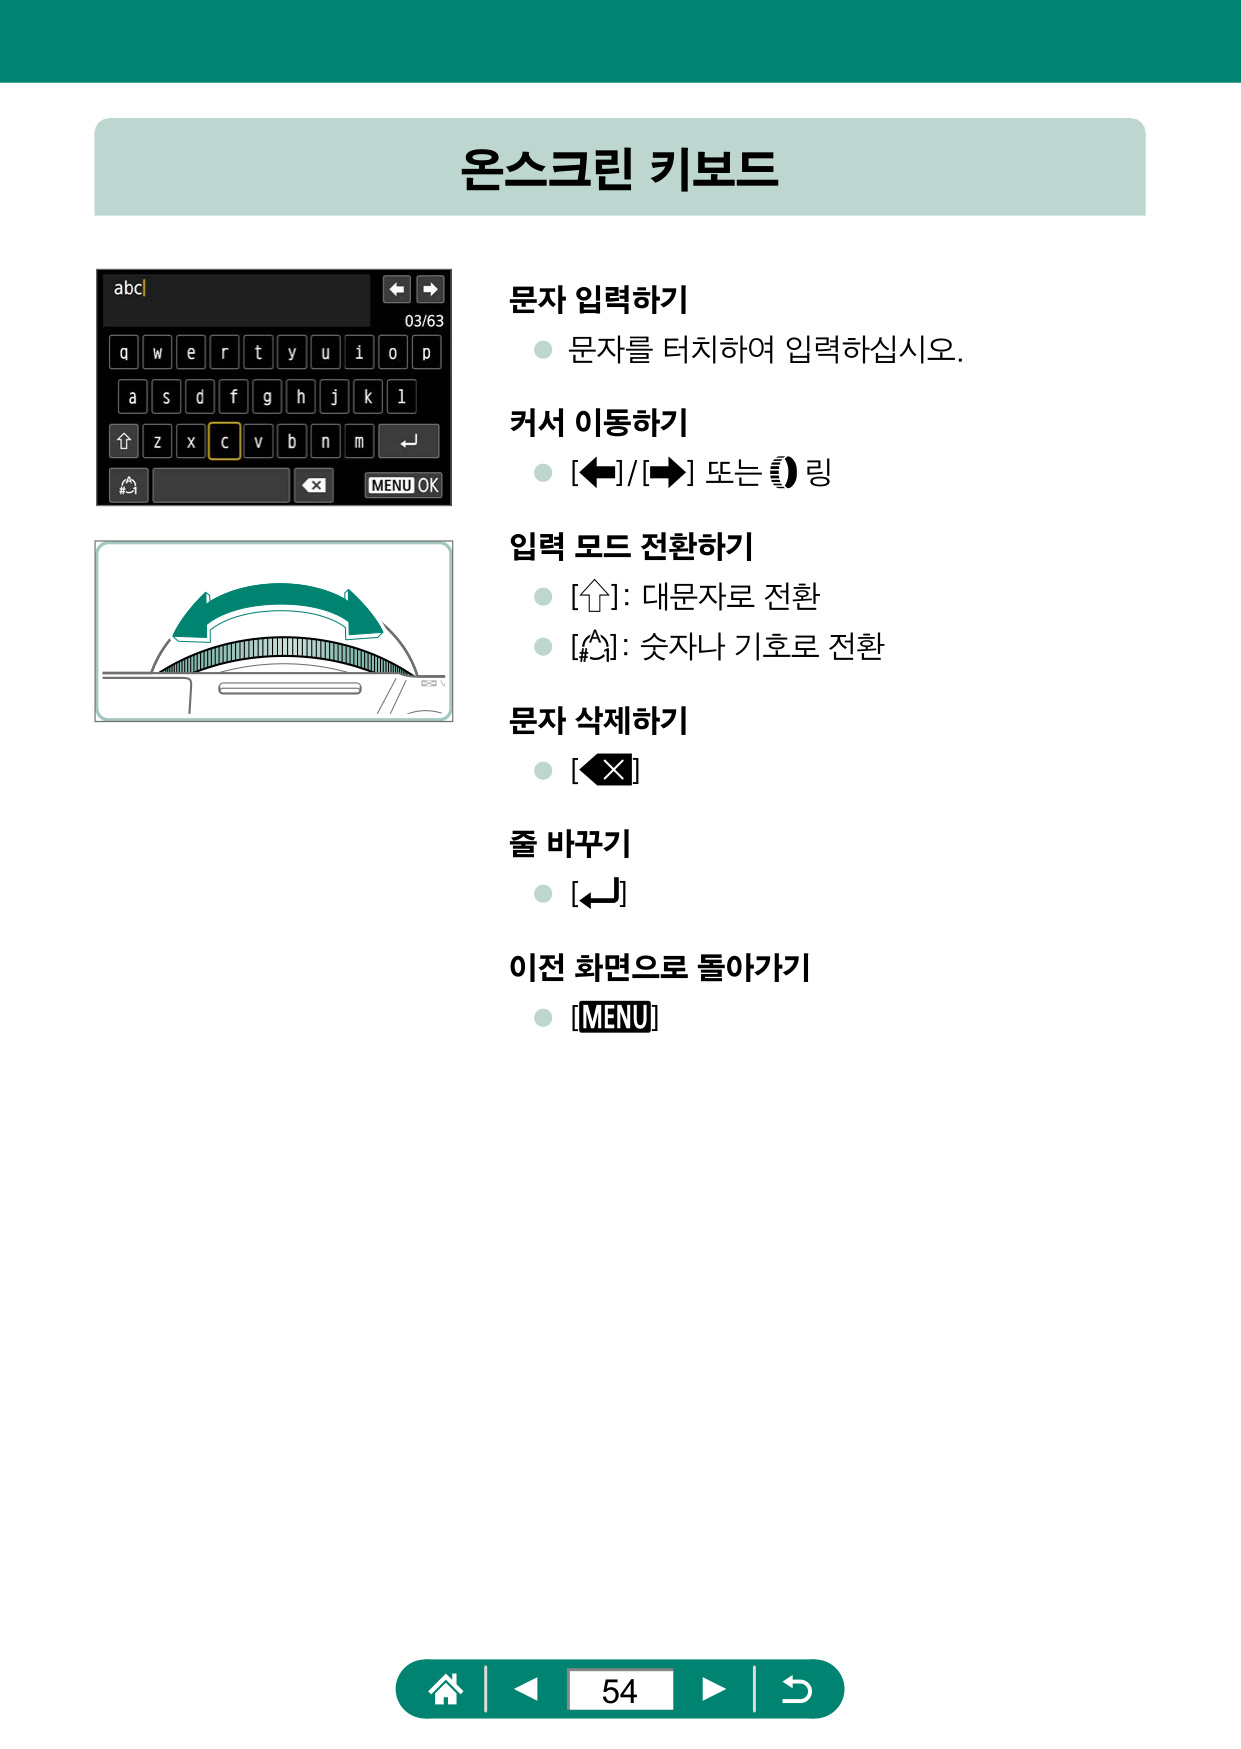 온스크린 키보드
abc
03/63
q w e r t y u i o p
a s d f g h j k l
z x c v b n m
# A 1
MENU OK
문자 입력하기
● 문자를 터치하여 입력하십시오.
커서 이동하기
● [←]/[→] 또는 링
입력 모드 전환하기
● [⇧]: 대문자로 전환
● [#A1]: 숫자나 기호로 전환
문자 삭제하기
● [⌫]
줄 바꾸기
● [↵]
이전 화면으로 돌아가기
● [MENU]
54